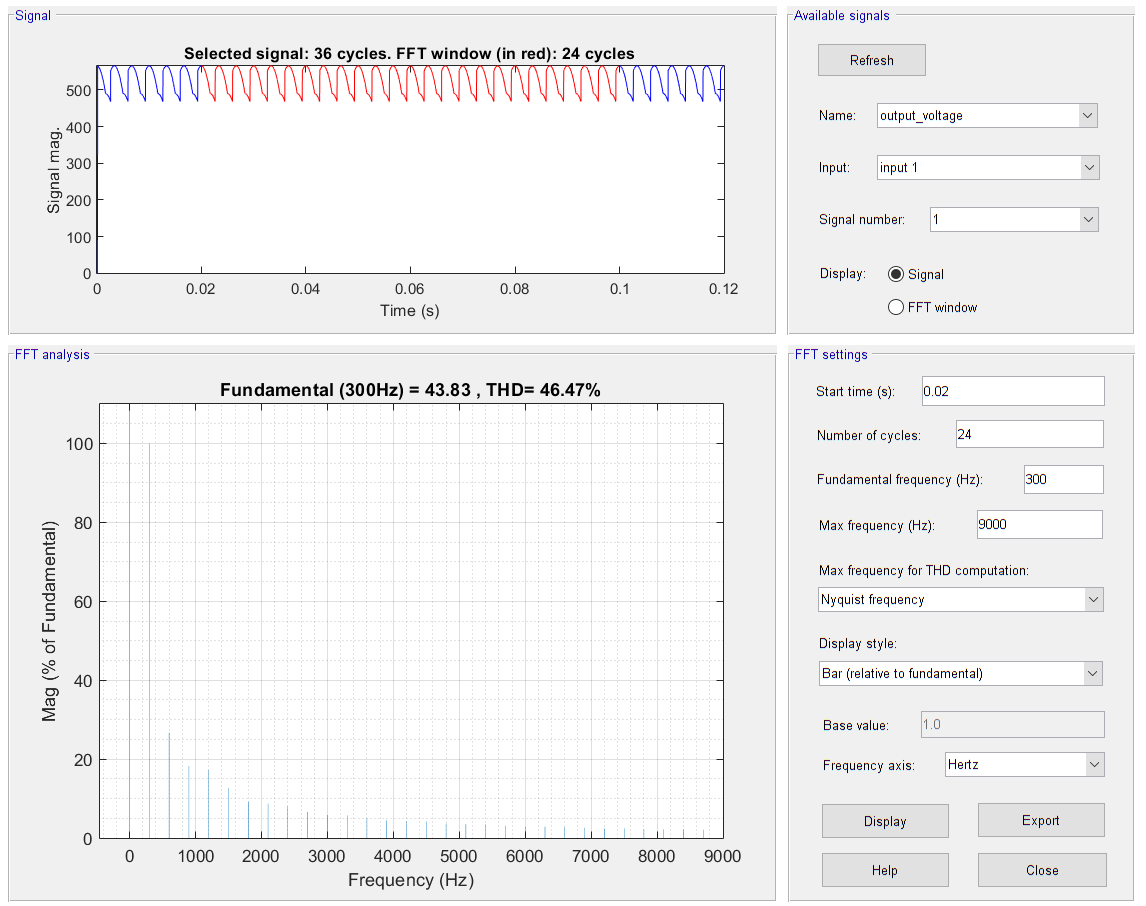 Signal
Selected signal: 36 cycles. FFT window (in red): 24 cycles
500
400
300
200
100
0
Signal mag.
0 0.02 0.04 0.06 0.08 0.1 0.12
Time (s)
Available signals
Refresh
Name: output_voltage
Input: input 1
Signal number: 1
Display: Signal
FFT window
FFT analysis
Fundamental (300Hz) = 43.83 , THD= 46.47%
100
80
60
40
20
0
Mag (% of Fundamental)
0 1000 2000 3000 4000 5000 6000 7000 8000 9000
Frequency (Hz)
FFT settings
Start time (s): 0.02
Number of cycles: 24
Fundamental frequency (Hz): 300
Max frequency (Hz): 9000
Max frequency for THD computation:
Nyquist frequency
Display style:
Bar (relative to fundamental)
Base value: 1.0
Frequency axis: Hertz
Display Export
Help Close